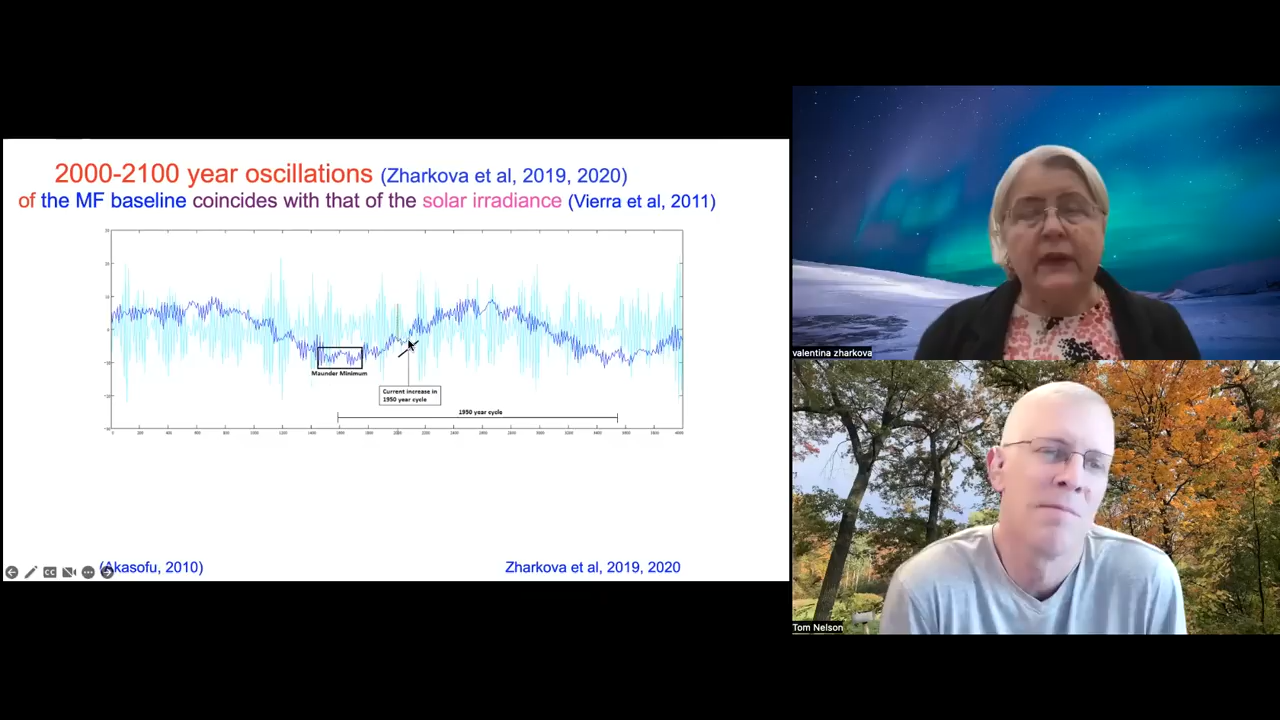 2000-2100 year oscillations (Zharkova et al, 2019, 2020)
of the MF baseline coincides with that of the solar irradiance (Vierra et al, 2011)
Maunder Minimum
Current increase in
1950 year cycle
1950 year cycle
(Akasofu, 2010)
Zharkova et al, 2019, 2020
CC
valentina zharkova
Tom Nelson